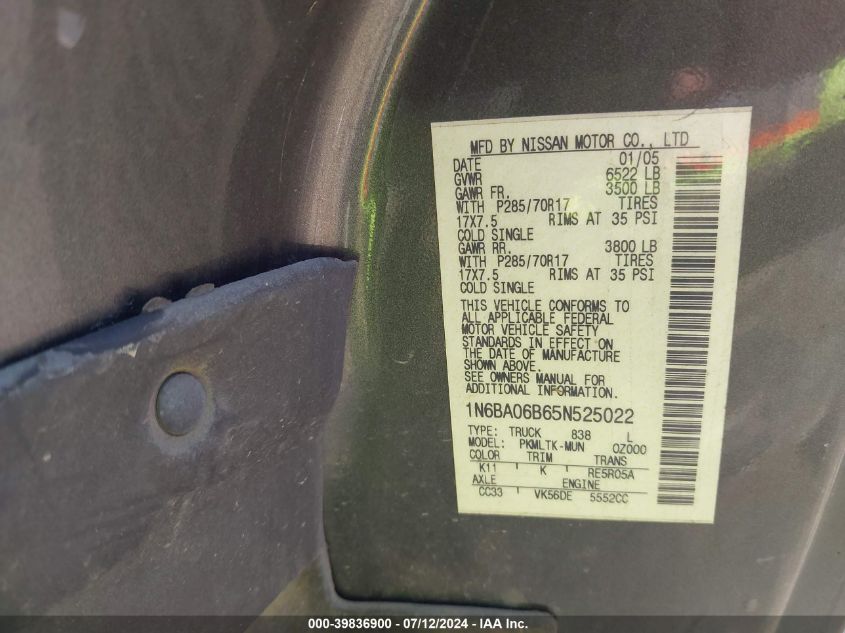 MFD BY NISSAN MOTOR CO., LTD
DATE 01/05
GVWR 6522 LB
GAWR FR. 3500 LB
WITH P285/70R17 TIRES
17X7.5 RIMS AT 35 PSI
COLD SINGLE
GAWR RR. 3800 LB
WITH P285/70R17 TIRES
17X7.5 RIMS AT 35 PSI
COLD SINGLE
THIS VEHICLE CONFORMS TO
ALL APPLICABLE FEDERAL
MOTOR VEHICLE SAFETY
STANDARDS IN EFFECT ON
THE DATE OF MANUFACTURE
SHOWN ABOVE.
SEE OWNERS MANUAL FOR
ADDITIONAL INFORMATION.
1N6BA06B65N525022
TYPE: TRUCK 838 L
MODEL: PKMLTK-MUN OZ000
COLOR TRIM TRANS
K11 K RE5R05A
AXLE ENGINE
CC33 VK56DE 5552CC
000-39836900 - 07/12/2024 - IAA Inc.